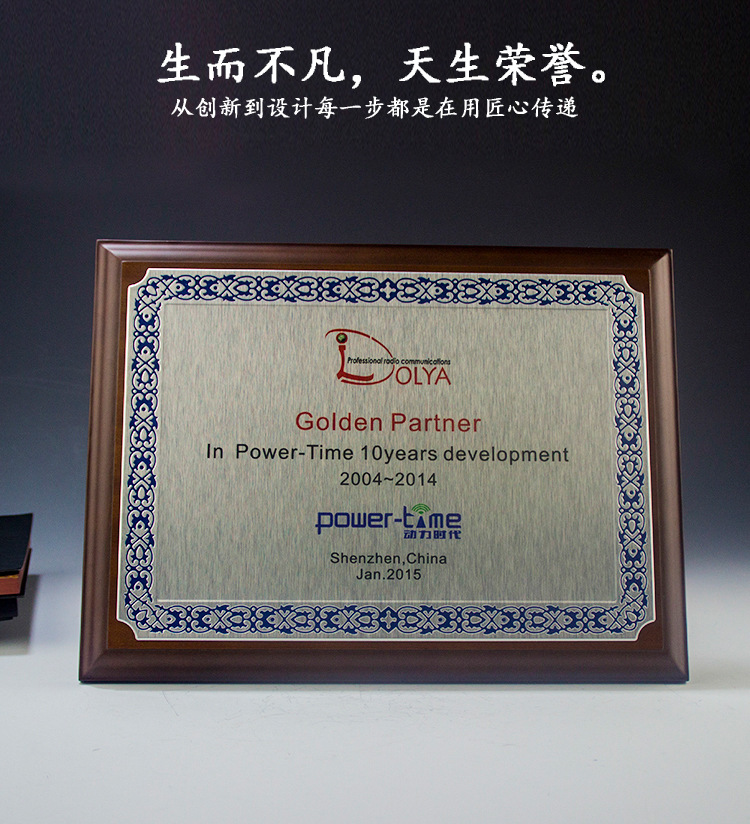 生而不凡，天生荣誉。
从创新到设计每一步都是在用匠心传递
Professional radio communications
DOLYA
Golden Partner
In Power-Time 10years development
2004~2014
power-time
动力时代
Shenzhen,China
Jan.2015